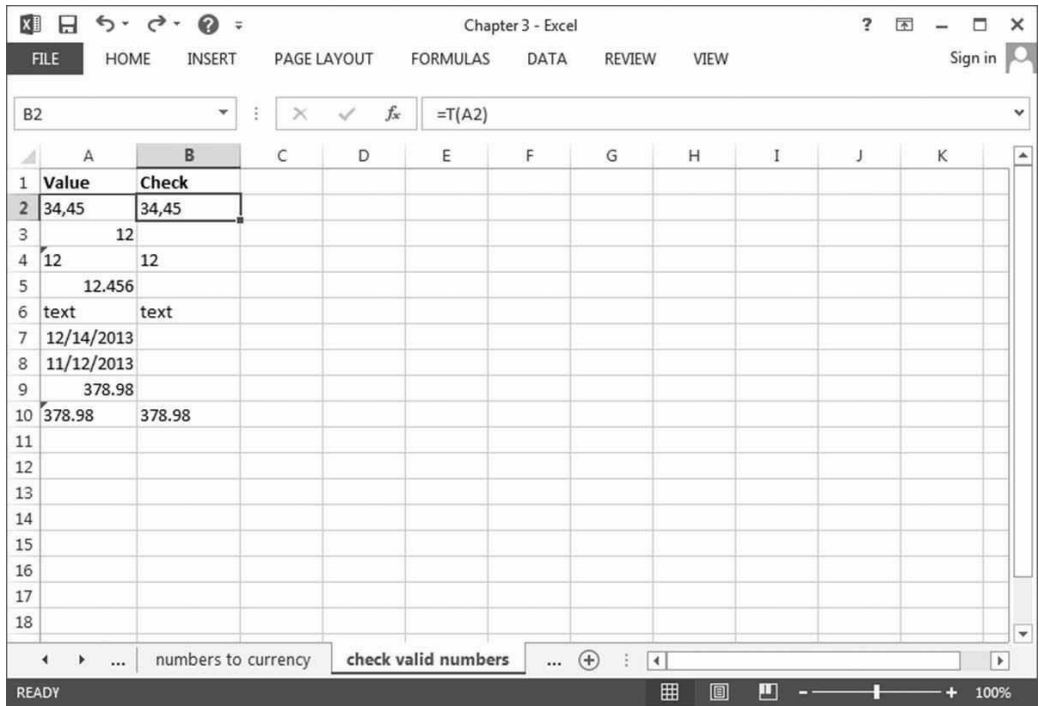 Chapter 3 - Excel
FILE HOME INSERT PAGE LAYOUT FORMULAS DATA REVIEW VIEW Sign in
B2 fx =T(A2)
A B C D E F G H I J K
1 Value Check
2 34,45 34,45
3 12
4 12 12
5 12.456
6 text text
7 12/14/2013
8 11/12/2013
9 378.98
10 378.98 378.98
11
12
13
14
15
16
17
18
... numbers to currency check valid numbers ...
READY 100%